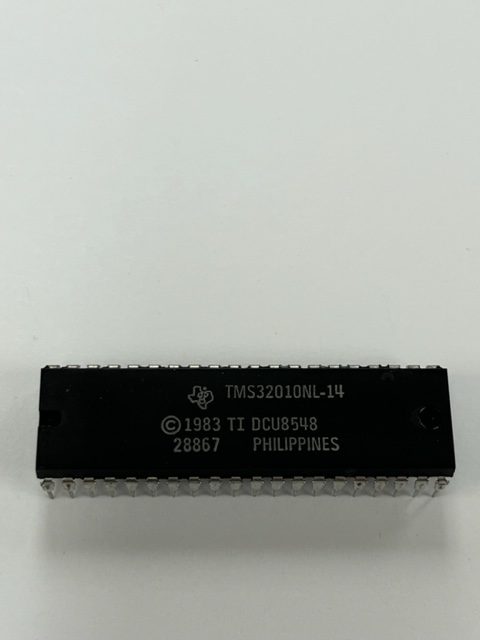 TMS32010NL-14
©1983 TI DCU8548
28867 PHILIPPINES